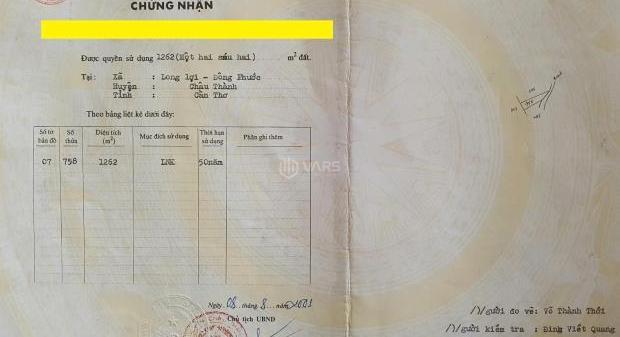 CHỨNG NHẬN
Được quyền sử dụng 1262(Một hai sáu hai) m² đất.
Tại: Xã : Long lợi - Đông Phước
Huyện : Châu Thành
Tỉnh : Cần Thơ
Theo bảng liệt kê dưới đây:
Số tờ bản đồ Số thửa Diện tích (m²) Mục đích sử dụng Thời hạn sử dụng Phần ghi thêm
07 758 1262 LNK 50năm
VARS
Ngày 08 tháng 8 năm 2001
Chủ tịch UBND
/)/gười đo vẽ: Võ Thành Thới
/)/gười kiểm tra : Đinh Viết Quang